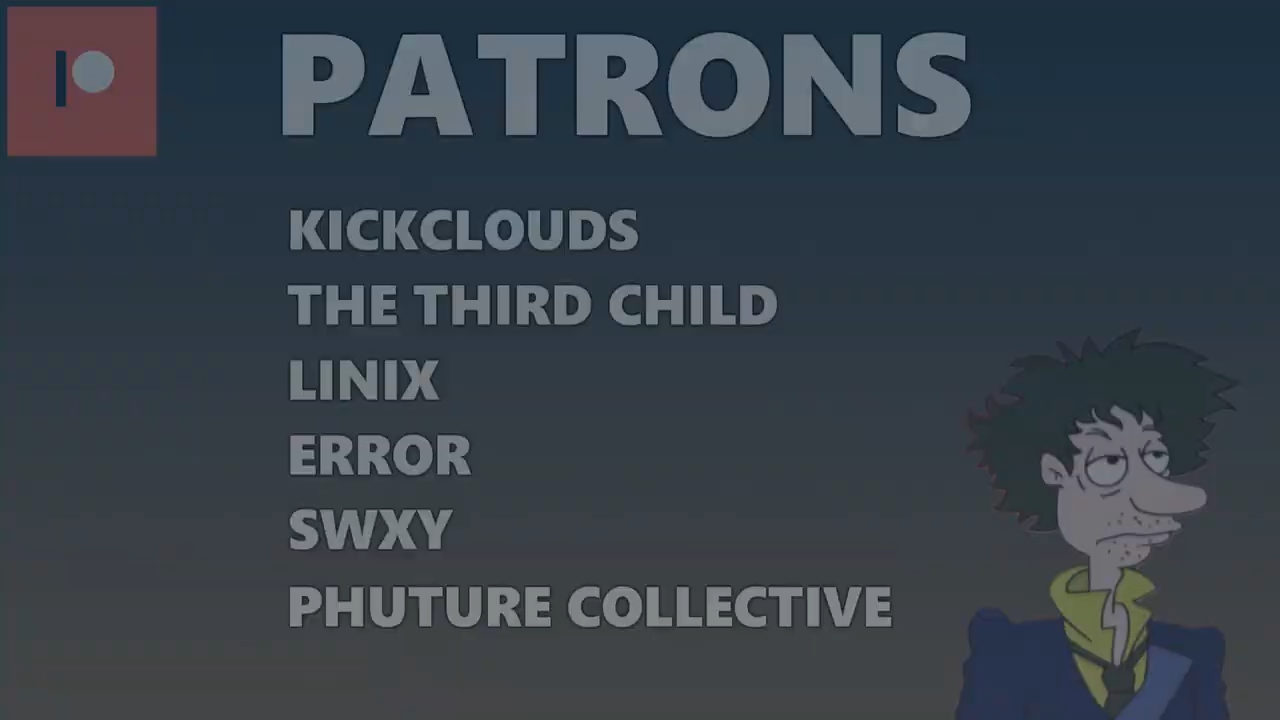 PATRONS
KICKCLOUDS
THE THIRD CHILD
LINIX
ERROR
SWXY
PHUTURE COLLECTIVE